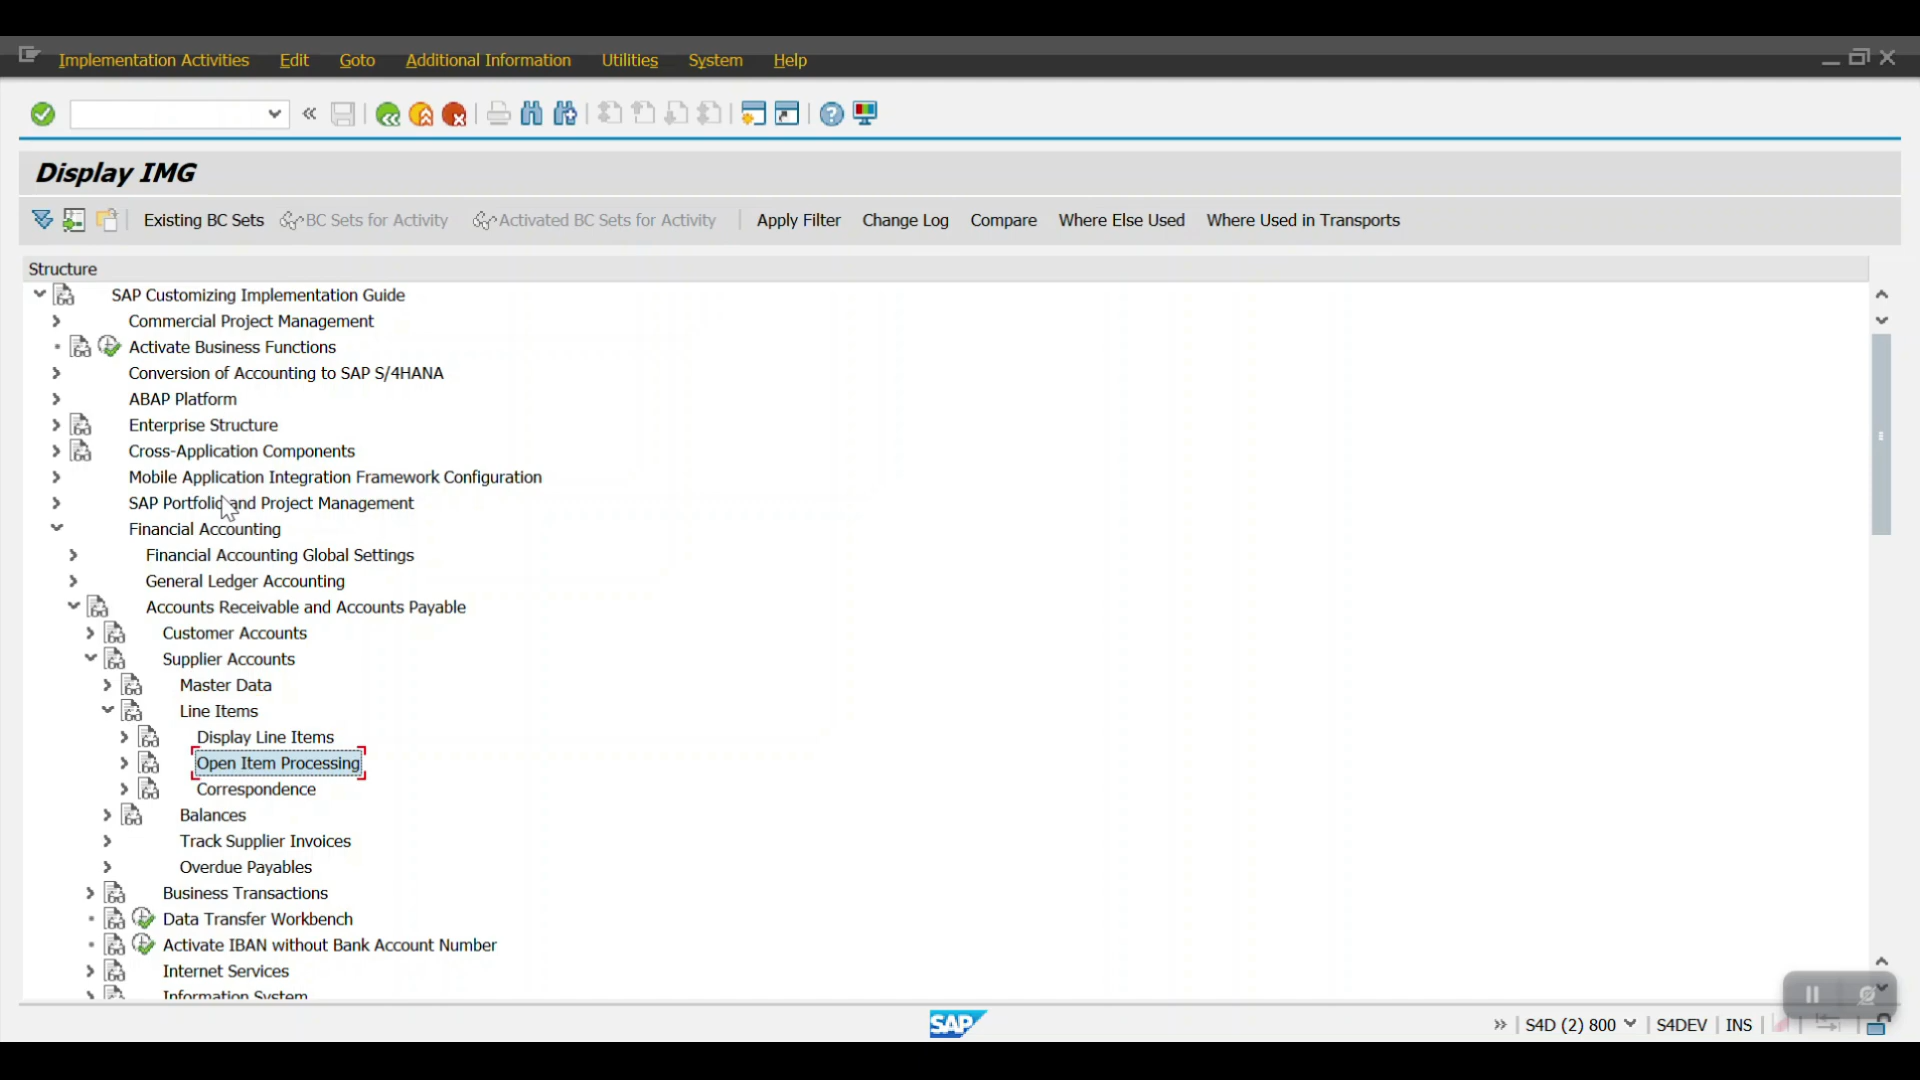 Implementation Activities Edit Goto Additional Information Utilities System Help
Display IMG
Existing BC Sets BC Sets for Activity Activated BC Sets for Activity Apply Filter Change Log Compare Where Else Used Where Used in Transports
Structure
SAP Customizing Implementation Guide
Commercial Project Management
Activate Business Functions
Conversion of Accounting to SAP S/4HANA
ABAP Platform
Enterprise Structure
Cross-Application Components
Mobile Application Integration Framework Configuration
SAP Portfolio and Project Management
Financial Accounting
Financial Accounting Global Settings
General Ledger Accounting
Accounts Receivable and Accounts Payable
Customer Accounts
Supplier Accounts
Master Data
Line Items
Display Line Items
Open Item Processing
Correspondence
Balances
Track Supplier Invoices
Overdue Payables
Business Transactions
Data Transfer Workbench
Activate IBAN without Bank Account Number
Internet Services
Information System
SAP S4D (2) 800 S4DEV INS